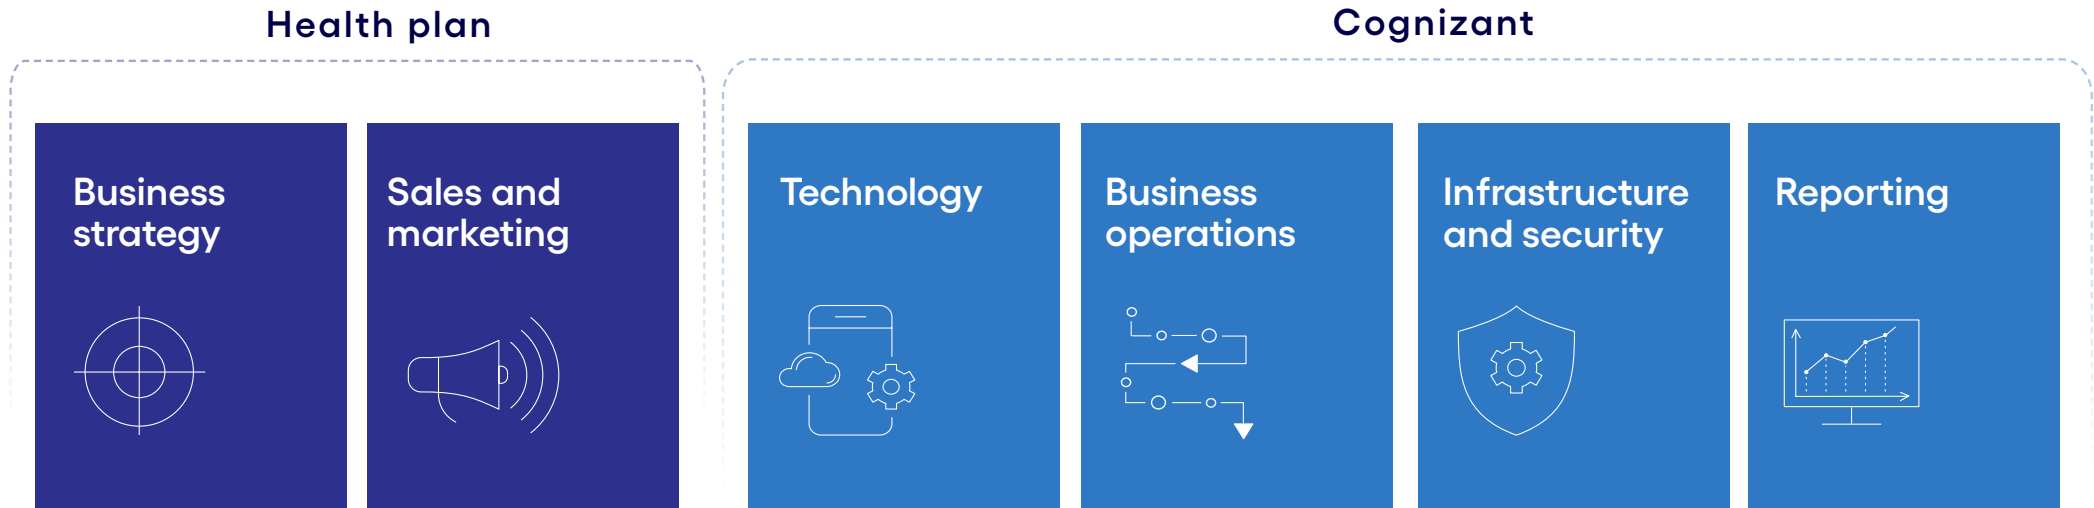 Health plan
Cognizant
Business
strategy
Sales and
marketing
Technology
Business
operations
Infrastructure
and security
Reporting